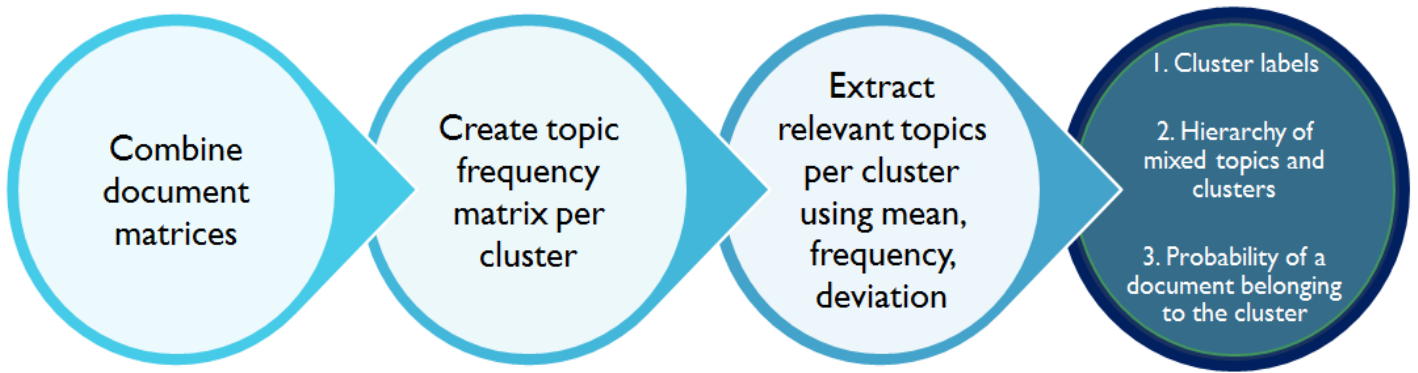 Combine
document
matrices
Create topic
frequency
matrix per
cluster
Extract
relevant topics
per cluster
using mean,
frequency,
deviation
1. Cluster labels
2. Hierarchy of
mixed topics and
clusters
3. Probability of a
document belonging
to the cluster